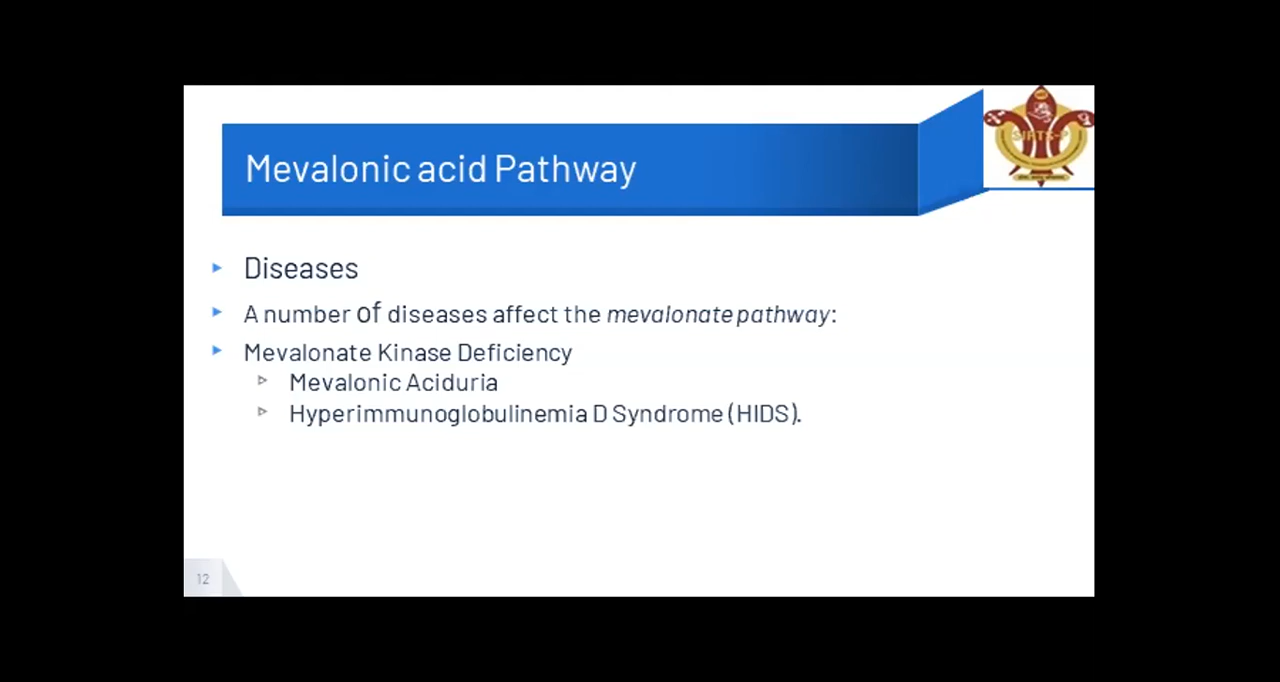 Mevalonic acid Pathway
Diseases
A number of diseases affect the mevalonate pathway:
Mevalonate Kinase Deficiency
Mevalonic Aciduria
Hyperimmunoglobulinemia D Syndrome (HIDS).
12